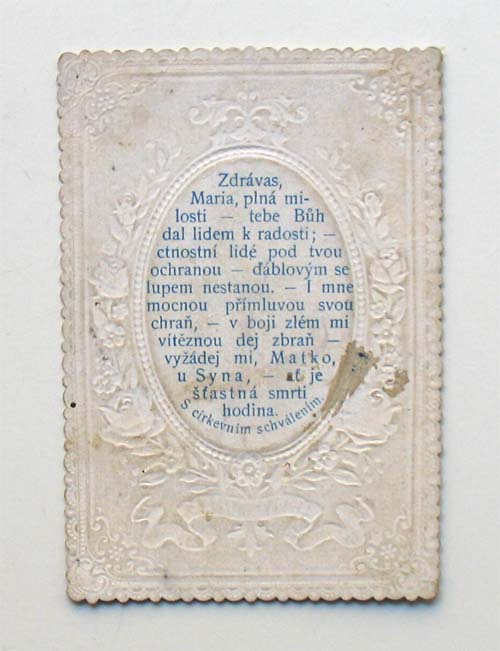 Zdrávas,
Maria, plná mi-
losti — tebe Bůh
dal lidem k radosti; —
ctnostní lidé pod tvou
ochranou — ďáblovým se
lupem nestanou. — I mne
mocnou přímluvou svou
chraň, — v boji zlém mi
vítěznou dej zbraň —
vyžádej mi, Matko,
u Syna, — ať je
šťastná smrti
hodina.
S církevním schválením.